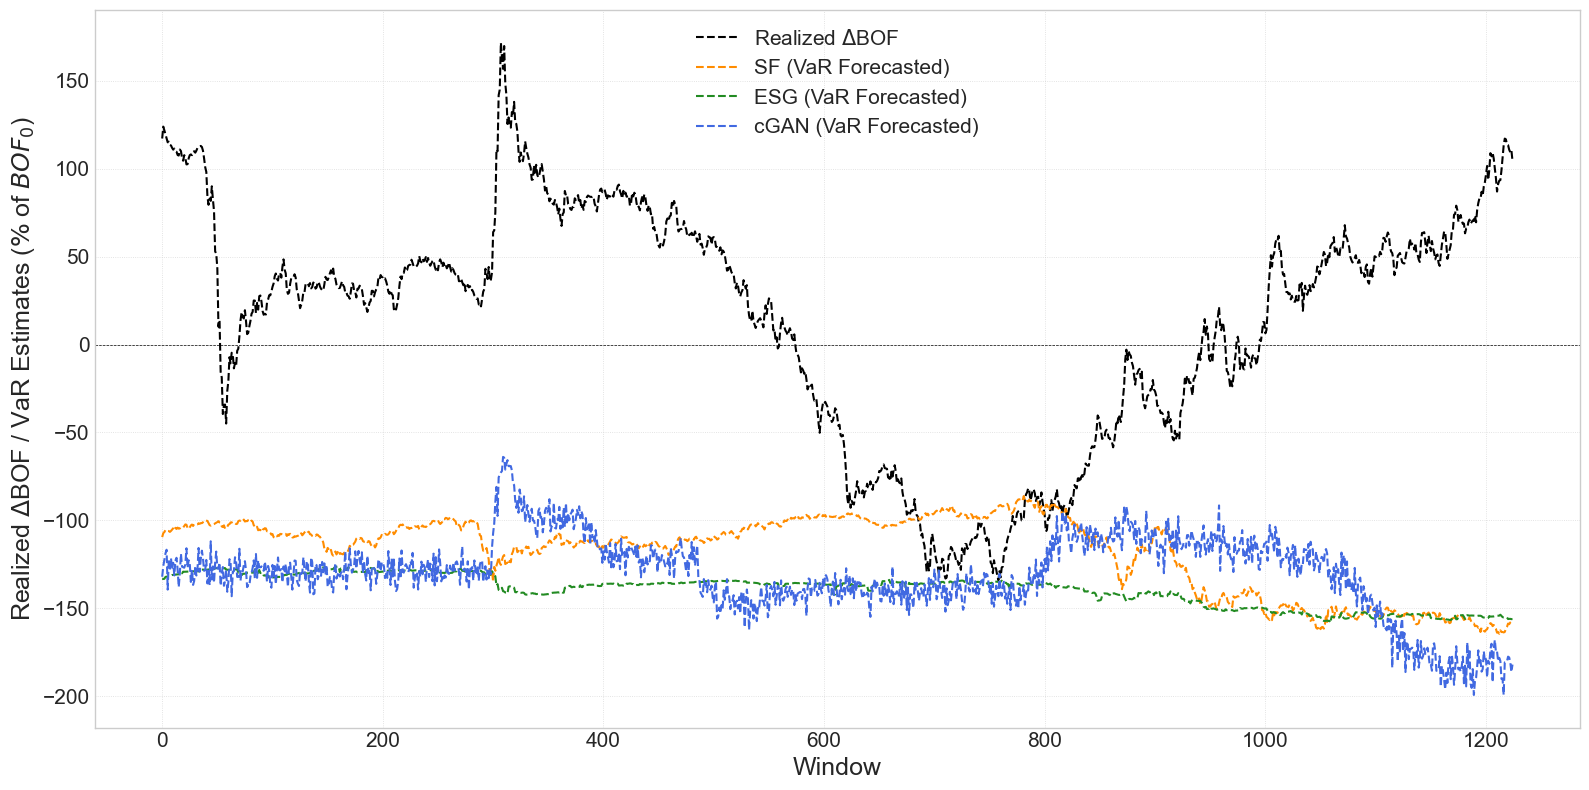 Realized ΔBOF
SF (VaR Forecasted)
ESG (VaR Forecasted)
cGAN (VaR Forecasted)
Realized ΔBOF / VaR Estimates (% of BOF₀)
150
100
50
0
−50
−100
−150
−200
0 200 400 600 800 1000 1200
Window